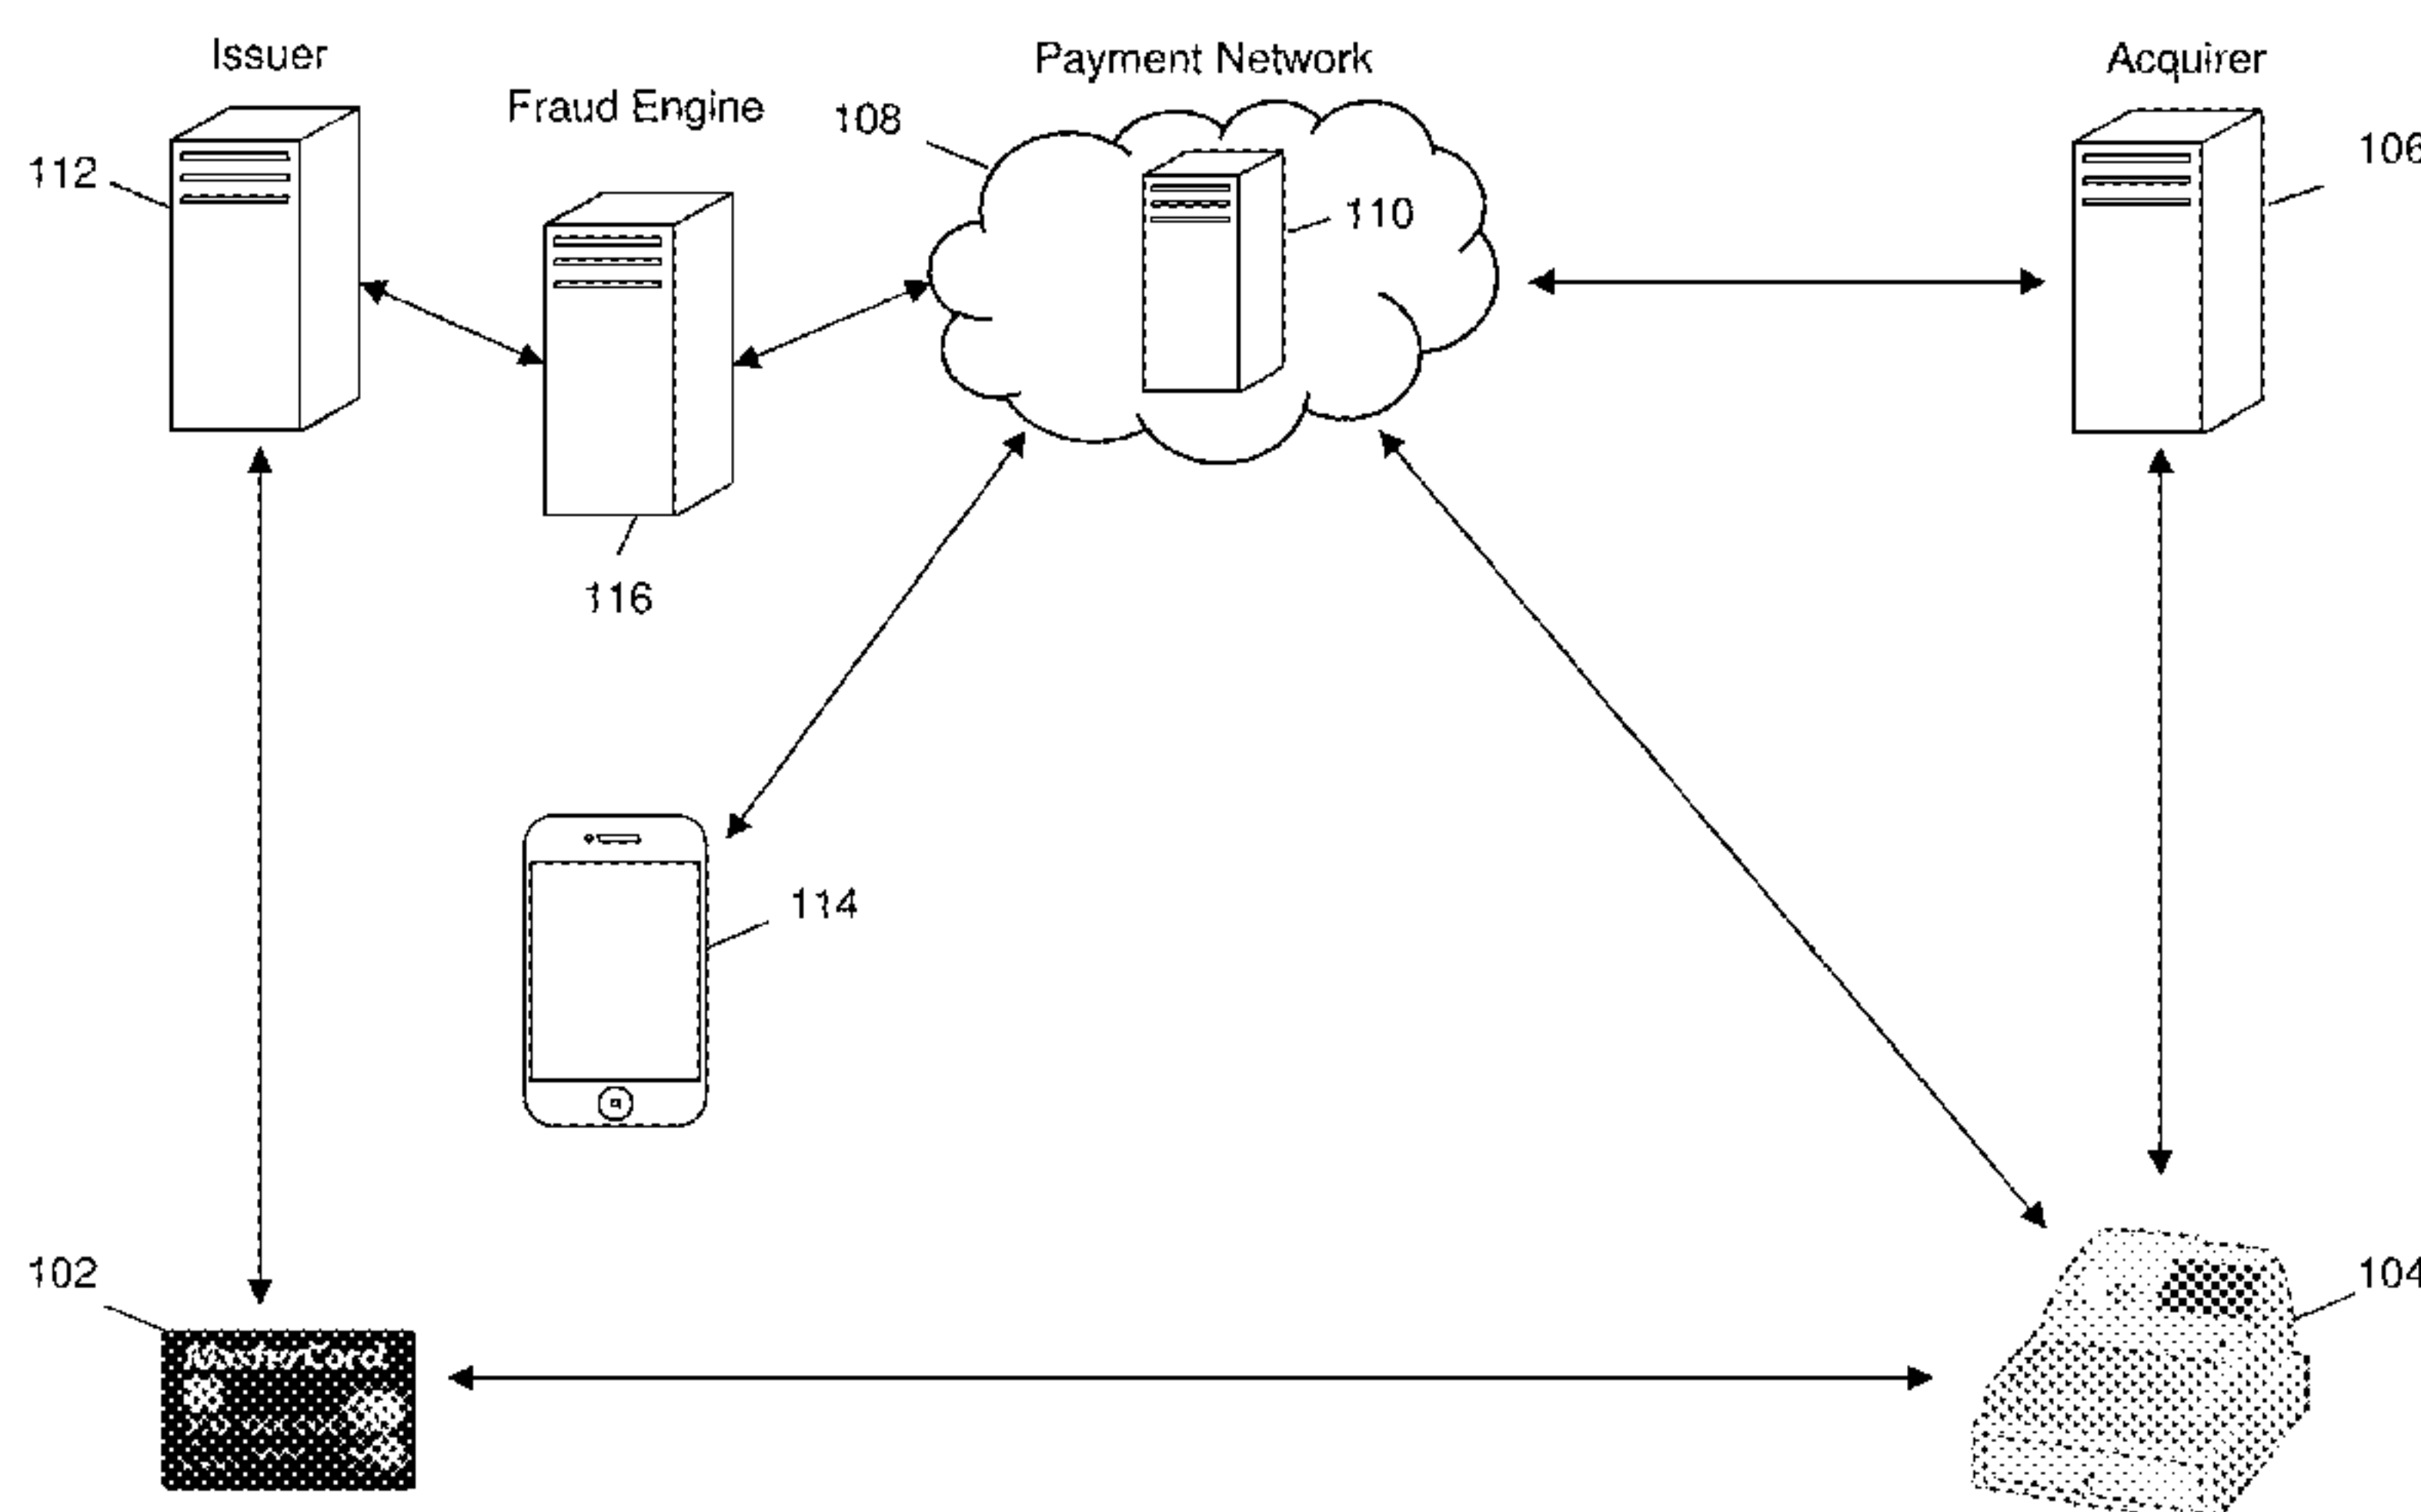 Issuer
Payment Network
Acquirer
Fraud Engine
108
106
112
110
116
114
102
104
MasterCard